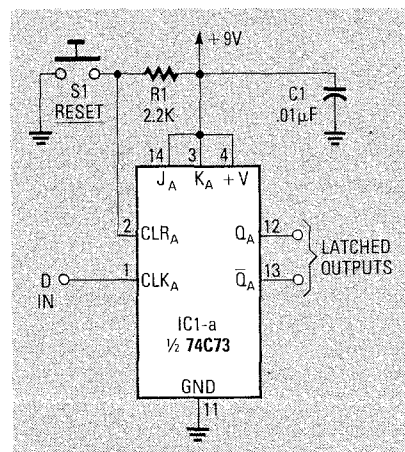 +9V
S1
RESET
R1
2.2K
C1
.01µF
14 3 4
J_A K_A +V
2 CLR_A
Q_A 12
D
IN
1 CLK_A
Q̅_A 13
LATCHED
OUTPUTS
IC1-a
½ 74C73
GND
11